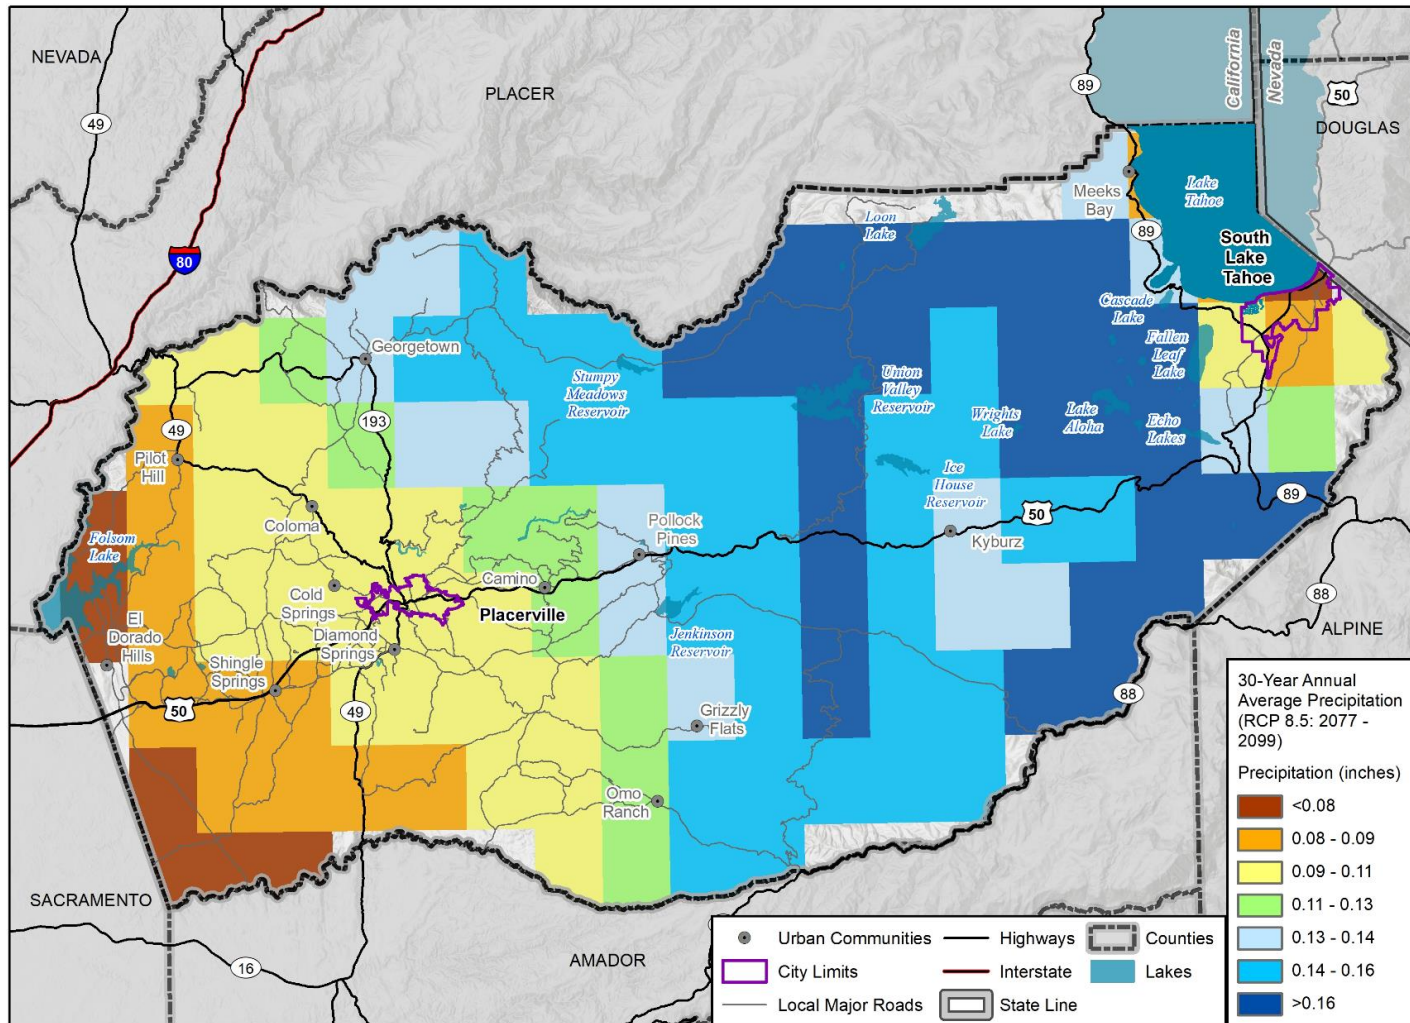 NEVADA
PLACER
49
89
California
Nevada
50
DOUGLAS
80
Meeks
Bay
Lake
Tahoe
Loon
Lake
89
South
Lake
Tahoe
Cascade
Lake
Fallen
Leaf
Lake
Georgetown
Stumpy
Meadows
Reservoir
Union
Valley
Reservoir
Wrights
Lake
Lake
Aloha
Echo
Lakes
49
193
Pilot
Hill
Coloma
Ice
House
Reservoir
50
89
Folsom
Lake
Pollock
Pines
Kyburz
Camino
Cold
Springs
Placerville
88
El
Dorado
Hills
Diamond
Springs
Jenkinson
Reservoir
ALPINE
Shingle
Springs
50
49
Grizzly
Flats
88
Omo
Ranch
SACRAMENTO
16
AMADOR
30-Year Annual
Average Precipitation
(RCP 8.5: 2077 -
2099)
Precipitation (inches)
<0.08
0.08 - 0.09
0.09 - 0.11
0.11 - 0.13
0.13 - 0.14
0.14 - 0.16
>0.16
Urban Communities
Highways
Counties
City Limits
Interstate
Lakes
Local Major Roads
State Line